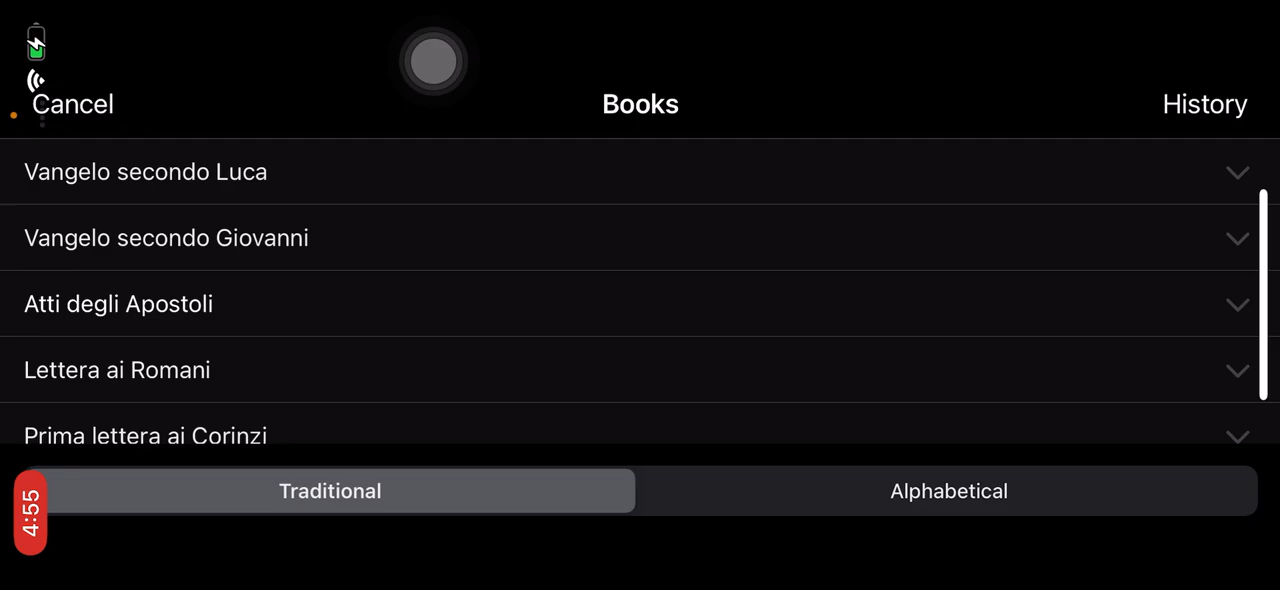 Cancel
Books
History
Vangelo secondo Luca
Vangelo secondo Giovanni
Atti degli Apostoli
Lettera ai Romani
Prima lettera ai Corinzi
Traditional
Alphabetical
4:55